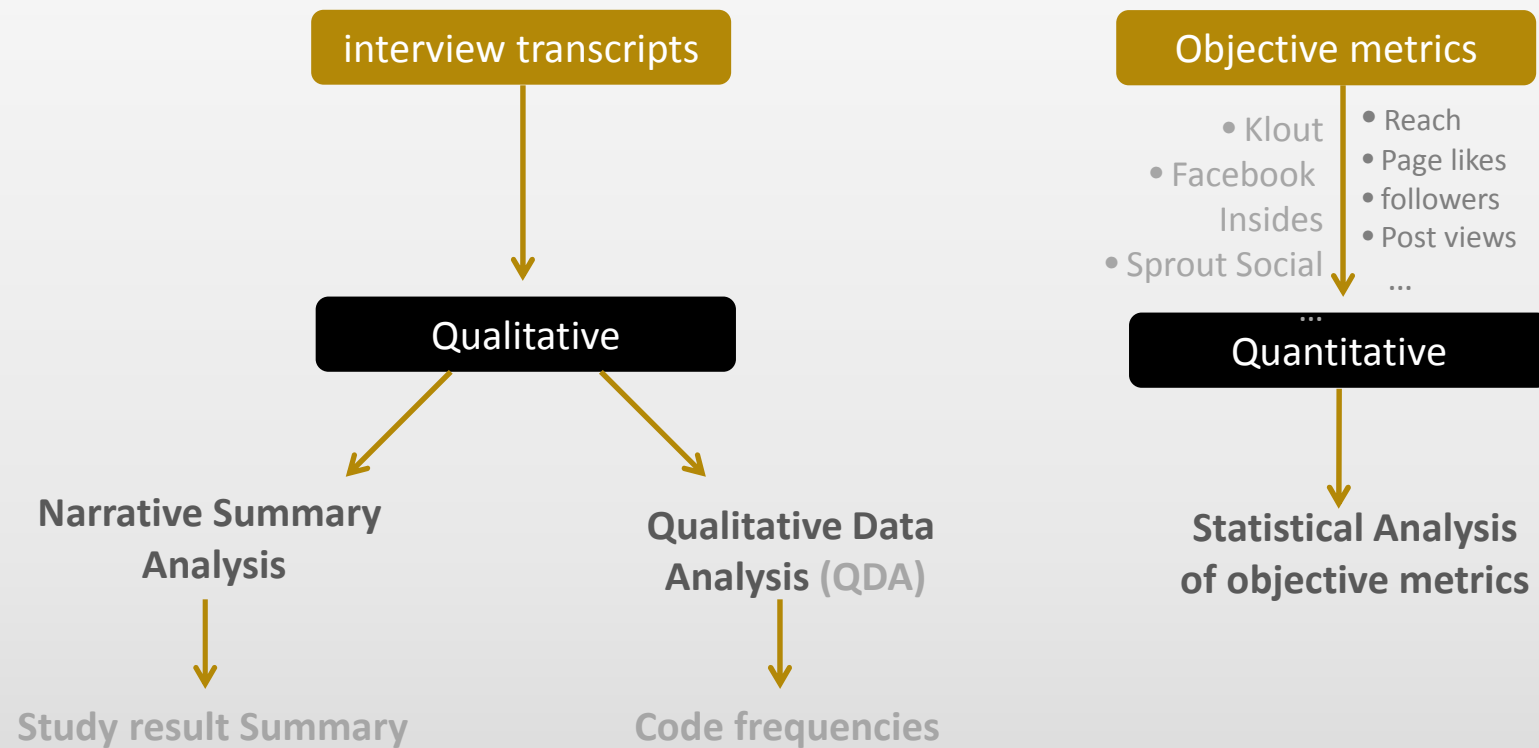 interview transcripts
Qualitative
Narrative Summary
Analysis
Study result Summary
Qualitative Data
Analysis (QDA)
Code frequencies
Objective metrics
• Klout
• Facebook
Insides
• Sprout Social
...
• Reach
• Page likes
• followers
• Post views
...
Quantitative
Statistical Analysis
of objective metrics